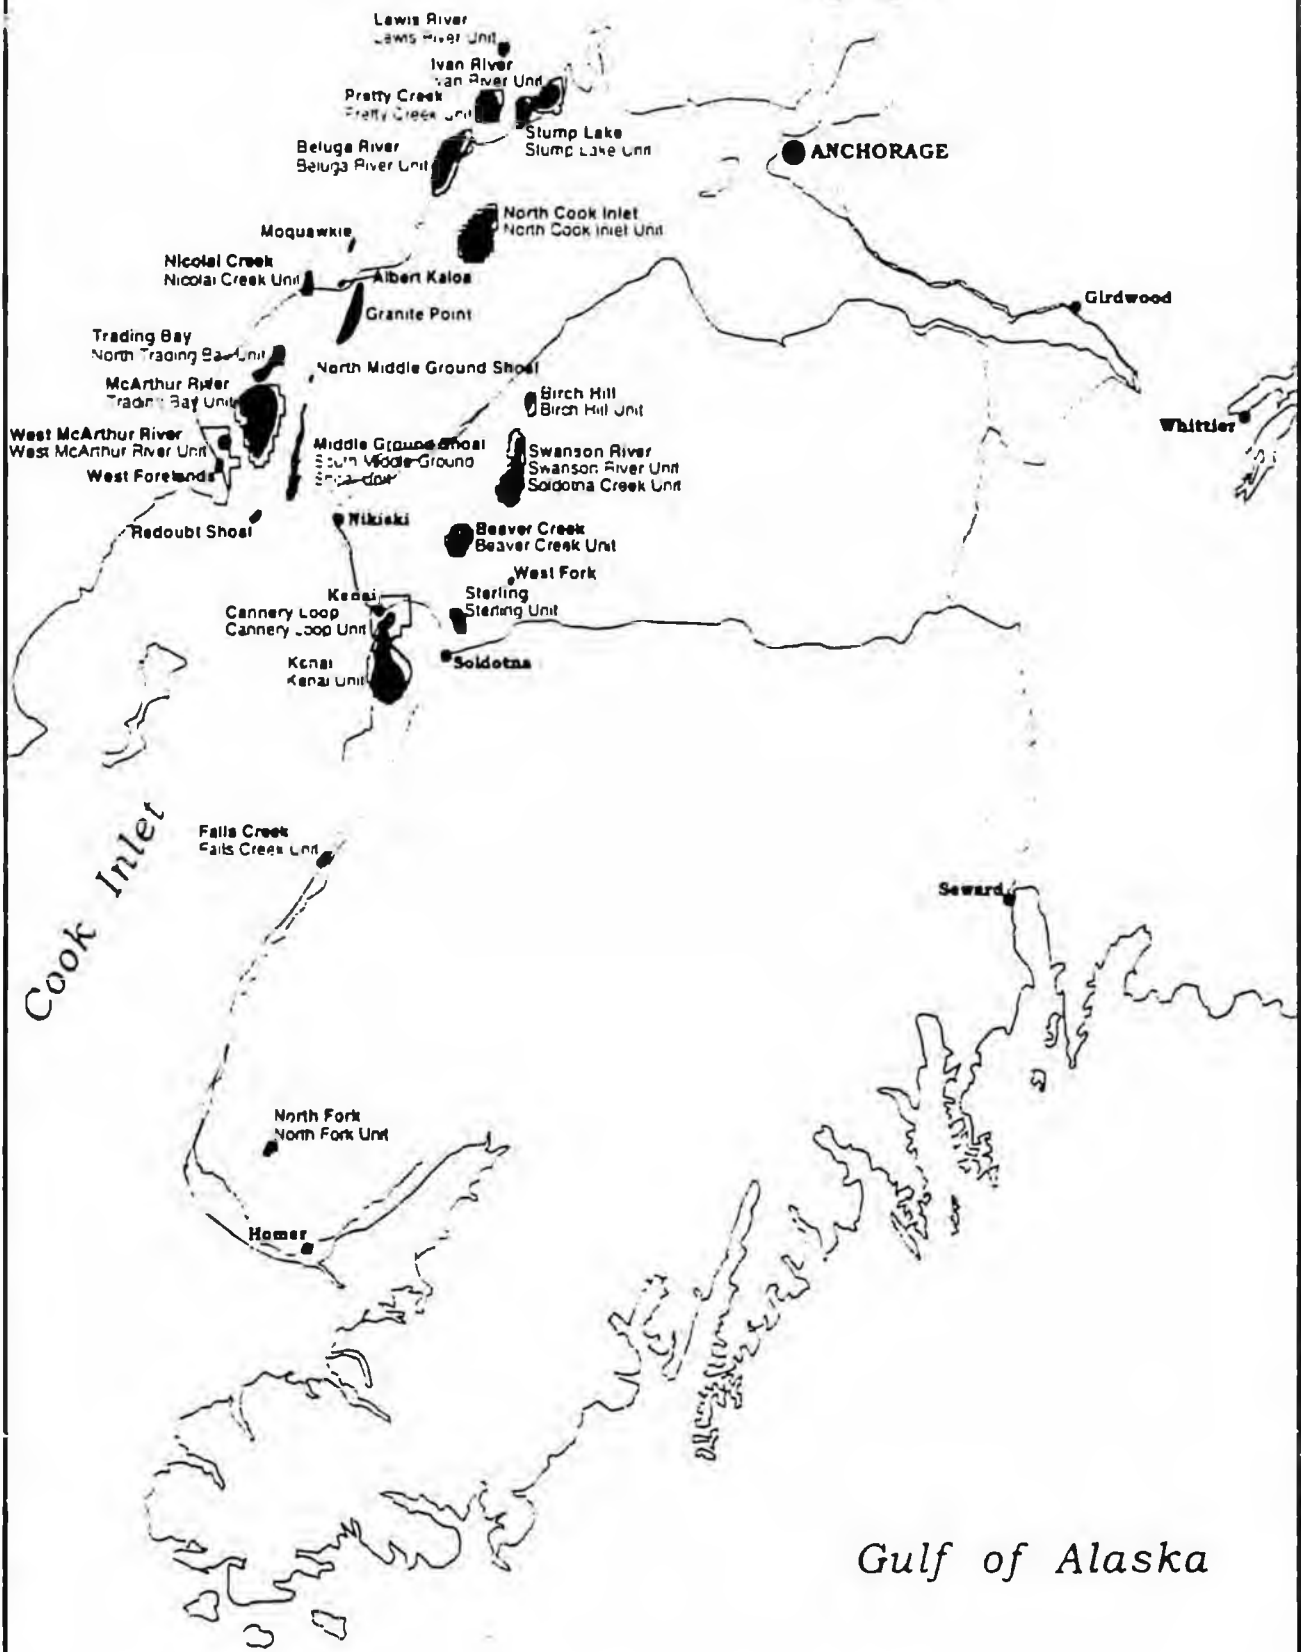 Lewis River
Lewis River Unit
Ivan River
Ivan River Unit
Pretty Creek
Pretty Creek Unit
Stump Lake
Stump Lake Unit
Beluga River
Beluga River Unit
ANCHORAGE
North Cook Inlet
North Cook Inlet Unit
Moquawkie
Nicolai Creek
Nicolai Creek Unit
Albert Kaloa
Granite Point
Girdwood
Trading Bay
North Trading Bay Unit
North Middle Ground Shoal
McArthur River
Trading Bay Unit
Birch Hill
Birch Hill Unit
Whittier
West McArthur River
West McArthur River Unit
West Forelands
Middle Ground Shoal
South Middle Ground
Shoal Unit
Swanson River
Swanson River Unit
Soldotna Creek Unit
Redoubt Shoal
Nikiski
Beaver Creek
Beaver Creek Unit
West Fork
Kenai
Sterling
Sterling Unit
Cannery Loop
Cannery Loop Unit
Soldotna
Kenai
Kenai Unit
Cook Inlet
Falls Creek
Falls Creek Unit
Seward
North Fork
North Fork Unit
Homer
Gulf of Alaska